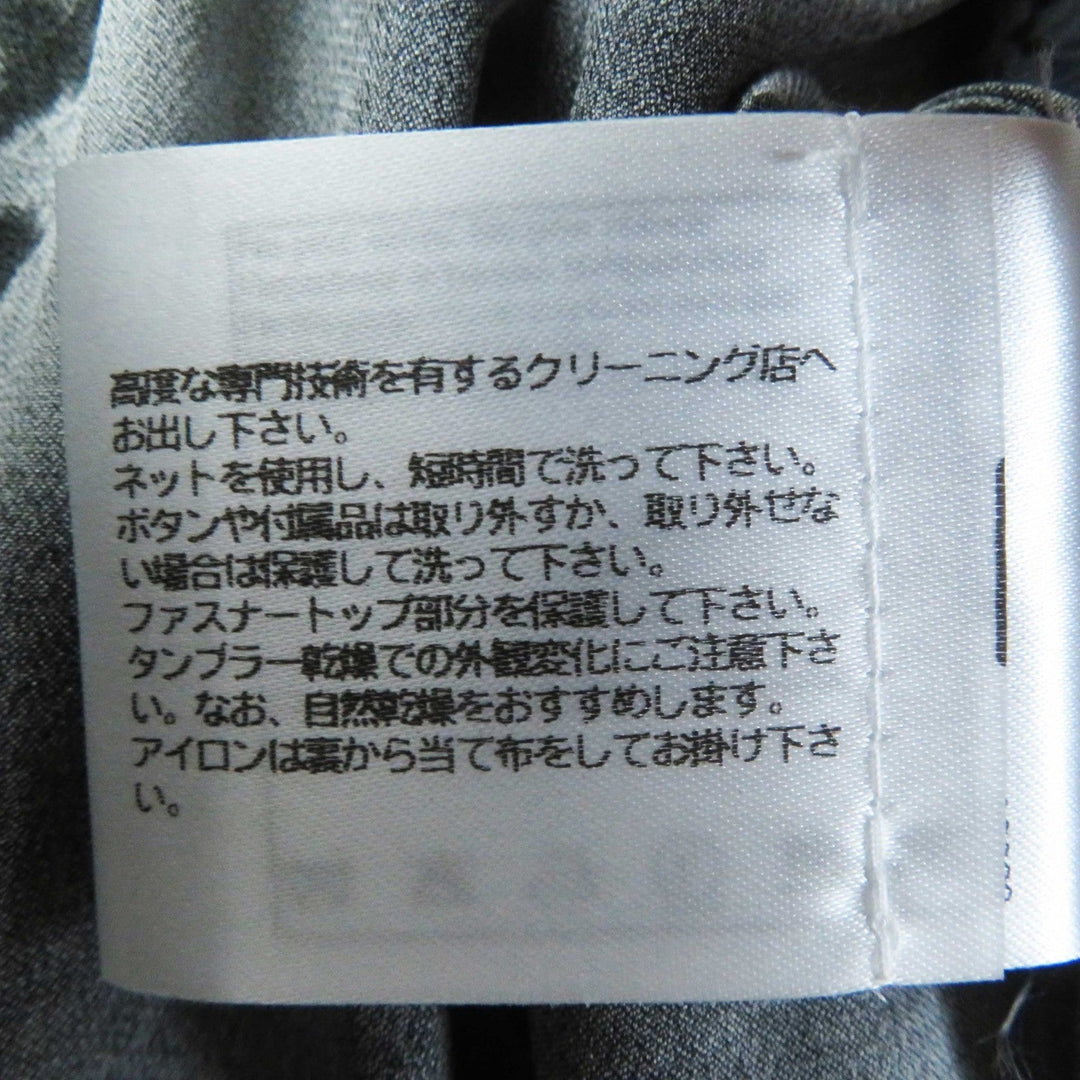 高度な専門技術を有するクリーニング店へ
お出し下さい。
ネットを使用し、短時間で洗って下さい。
ボタンや付属品は取り外すか、取り外せな
い場合は保護して洗って下さい。
ファスナートップ部分を保護して下さい。
タンブラー乾燥での外観変化にご注意下さ
い。なお、自然乾燥をおすすめします。
アイロンは裏から当て布をしてお掛け下さ
い。